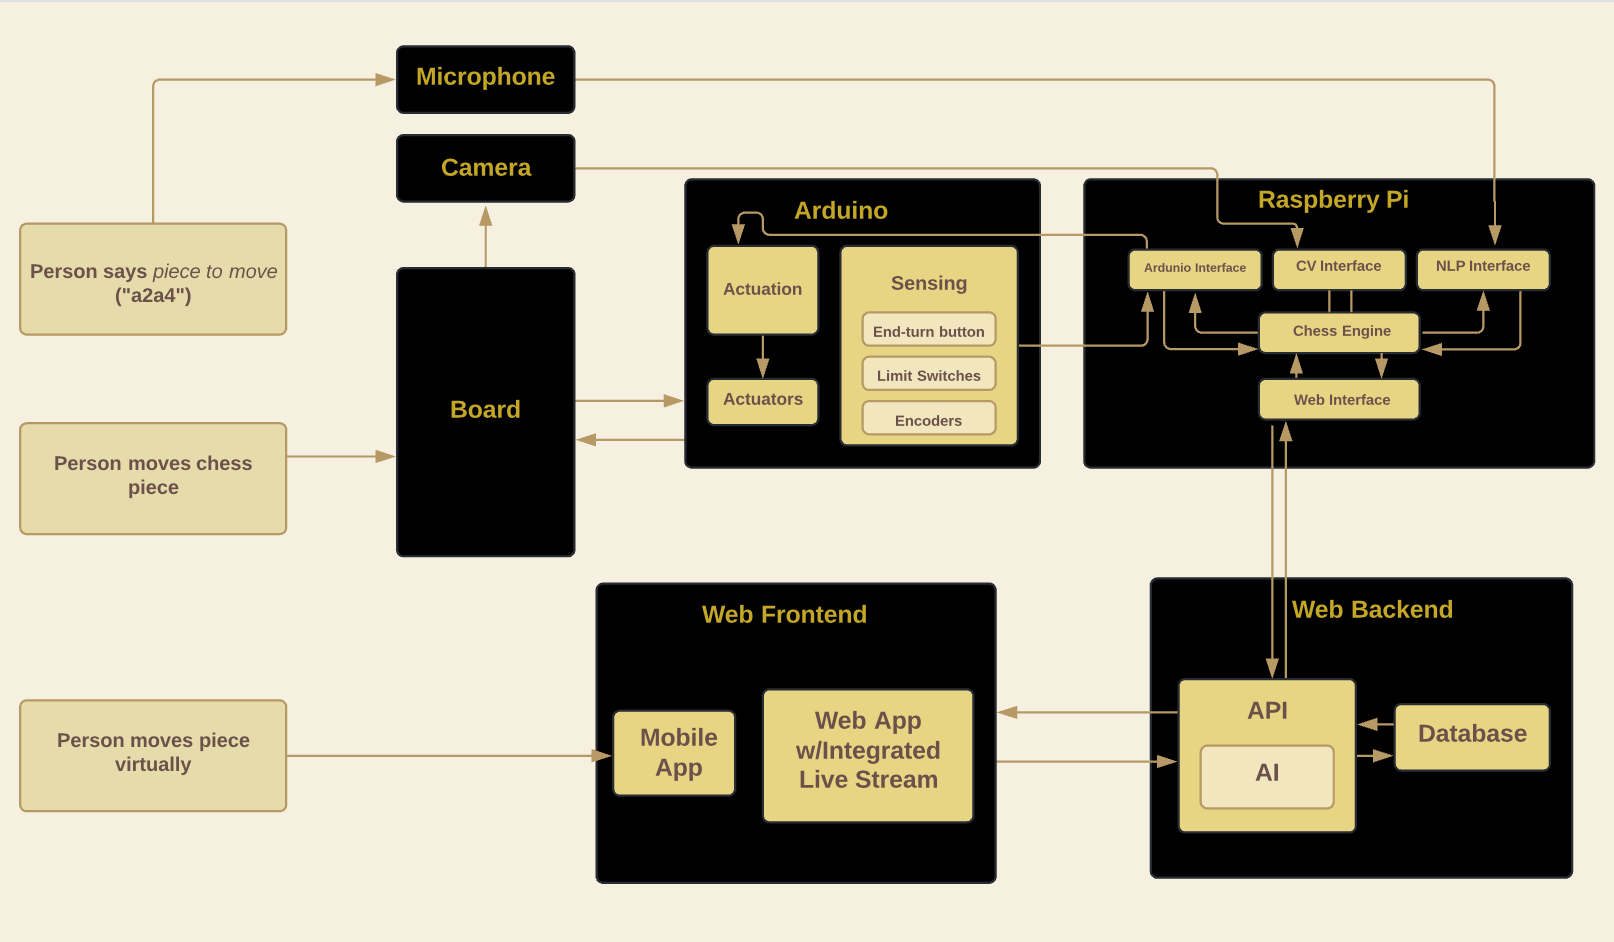 Microphone
Camera
Person says piece to move
("a2a4")
Board
Person moves chess
piece
Person moves piece
virtually
Arduino
Actuation
Actuators
Sensing
End-turn button
Limit Switches
Encoders
Raspberry Pi
Ardunio Interface
CV Interface
NLP Interface
Chess Engine
Web Interface
Web Frontend
Mobile
App
Web App
w/Integrated
Live Stream
Web Backend
API
AI
Database